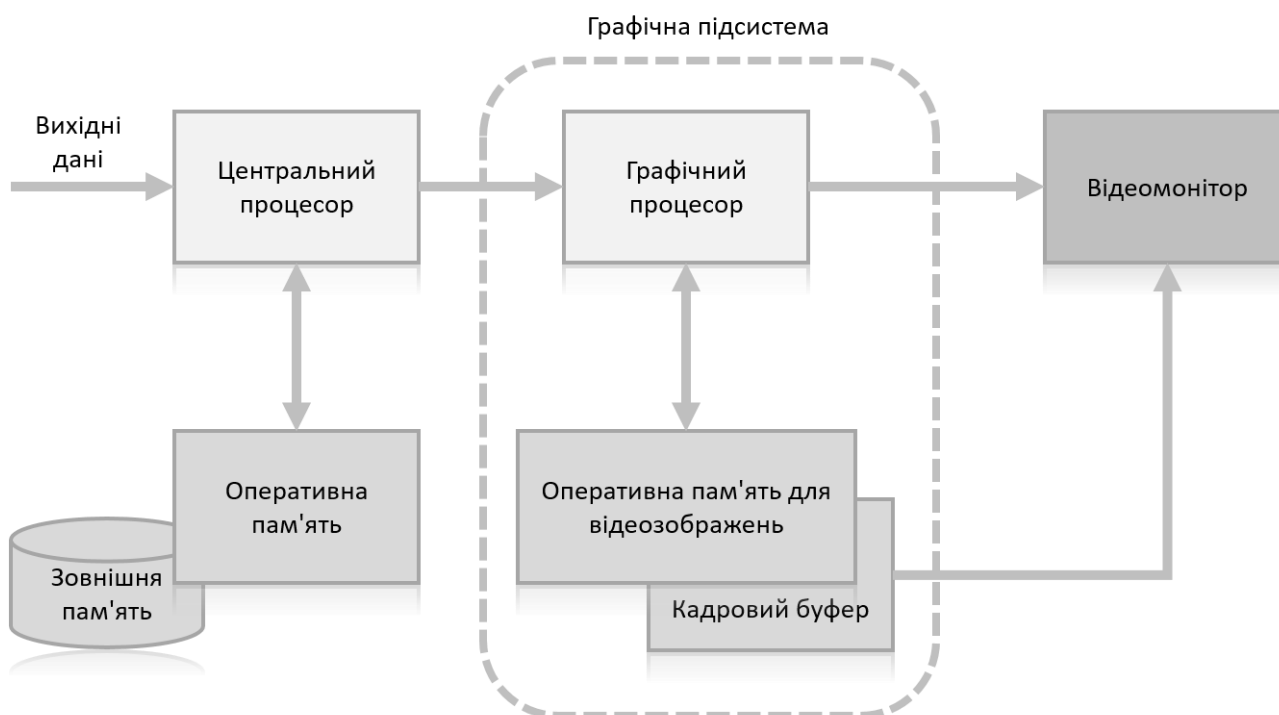 Графічна підсистема
Вихідні
дані
Центральний
процесор
Графічний
процесор
Відеомонітор
Оперативна
пам'ять
Оперативна пам'ять для
відеозображень
Зовнішня
пам'ять
Кадровий буфер